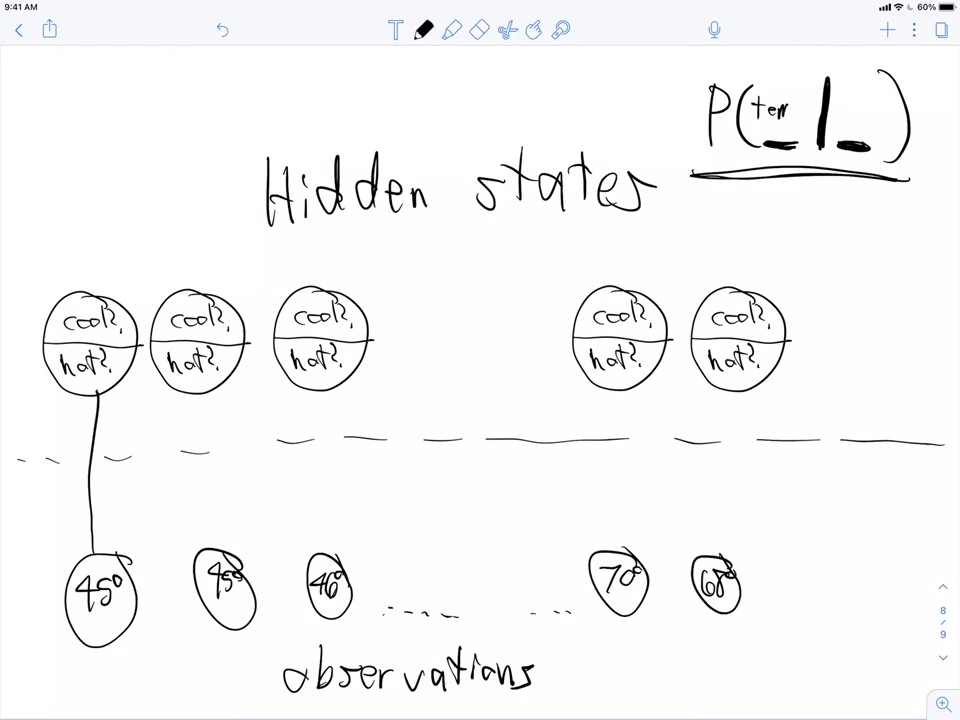 9:41 AM
60%
P(tem _ | _ )
Hidden states
cool? cool? cool? cool? cool?
hot? hot? hot? hot? hot?
45° 45° 46° 70° 68°
observations
8
/
9